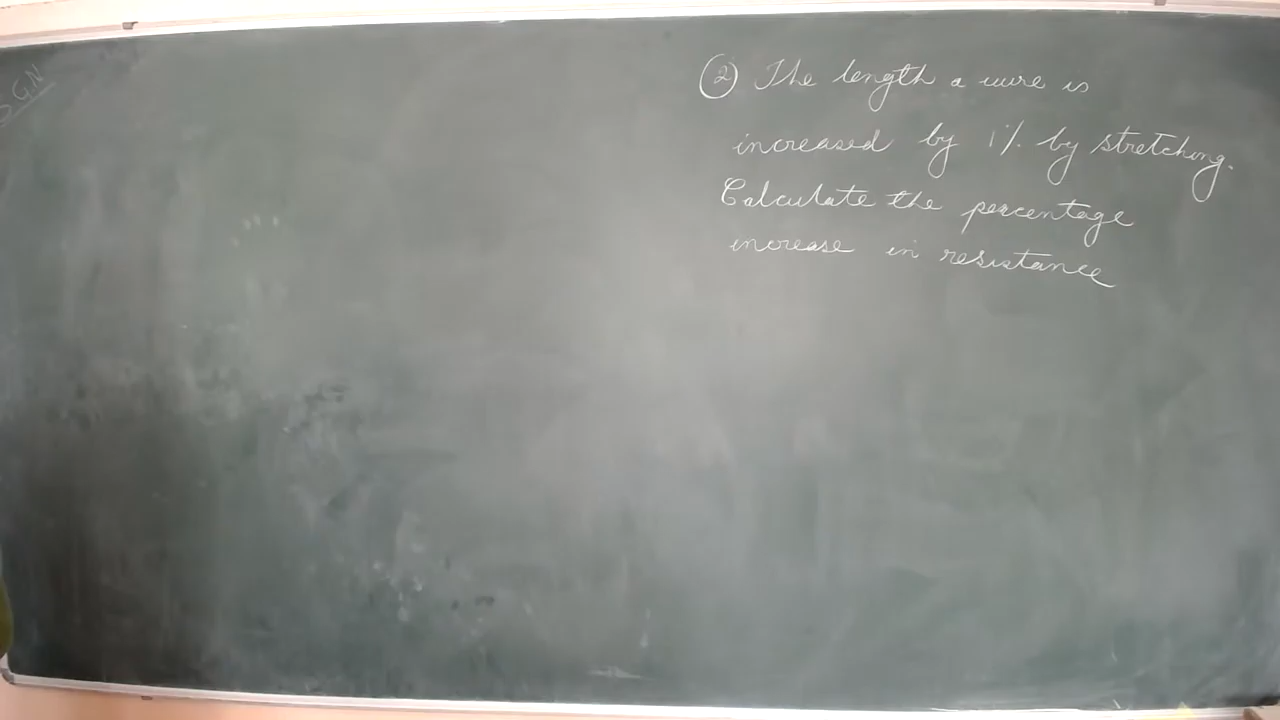 S.G.N
② The length a wire is
increased by 1% by stretching.
Calculate the percentage
increase in resistance